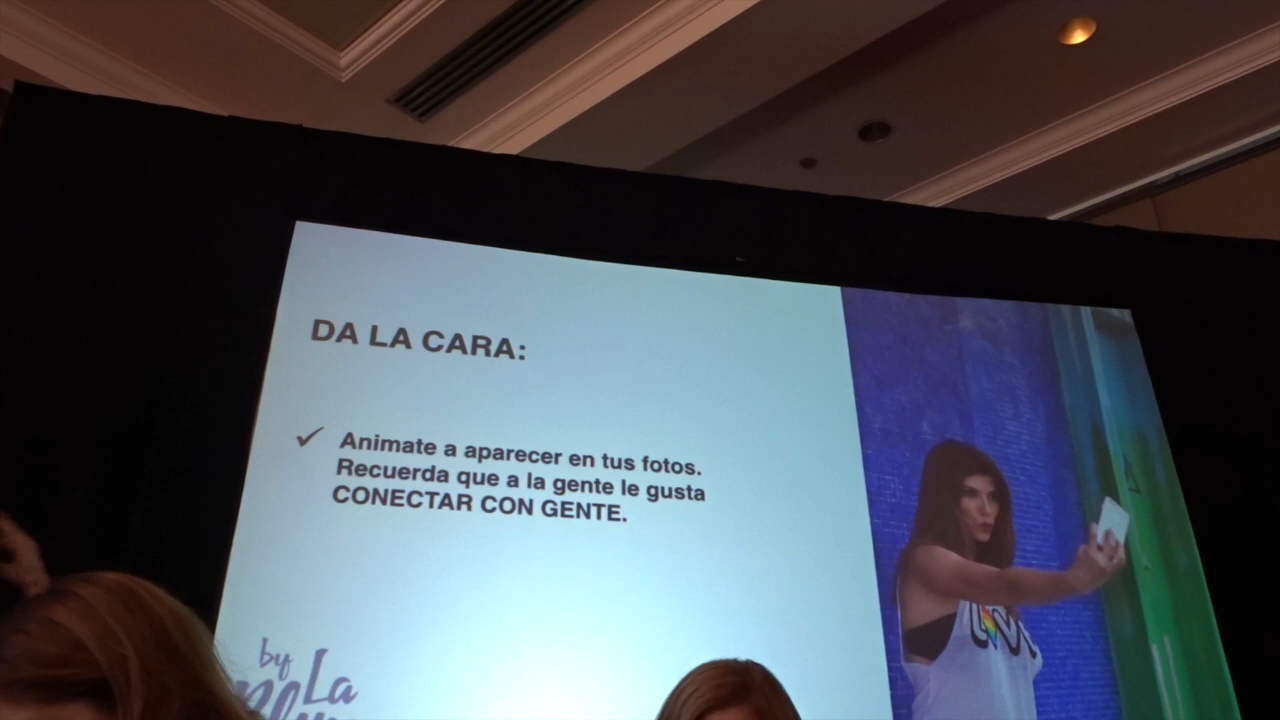 DA LA CARA:
✓ Animate a aparecer en tus fotos.
Recuerda que a la gente le gusta
CONECTAR CON GENTE.
by La